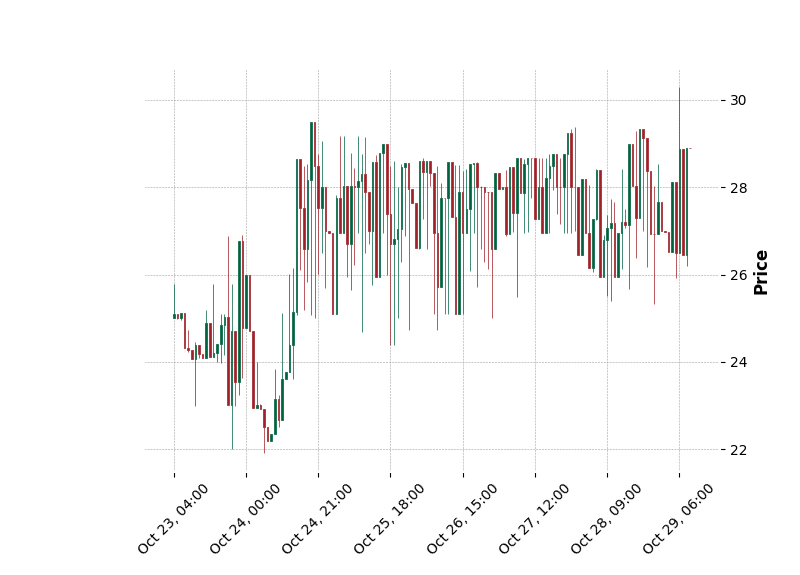 30
28
26
24
22
Price
Oct 23, 04:00
Oct 24, 00:00
Oct 24, 21:00
Oct 25, 18:00
Oct 26, 15:00
Oct 27, 12:00
Oct 28, 09:00
Oct 29, 06:00